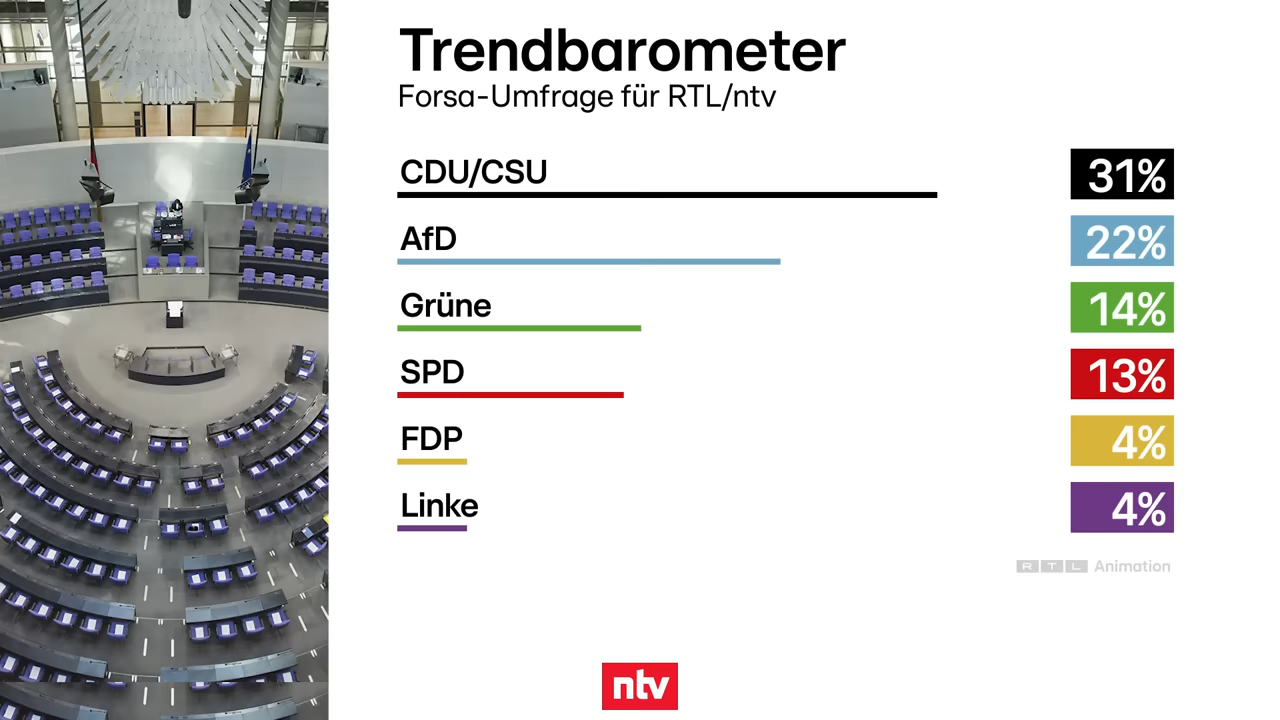 Trendbarometer
Forsa-Umfrage für RTL/ntv
CDU/CSU 31%
AfD 22%
Grüne 14%
SPD 13%
FDP 4%
Linke 4%
RTL Animation
ntv